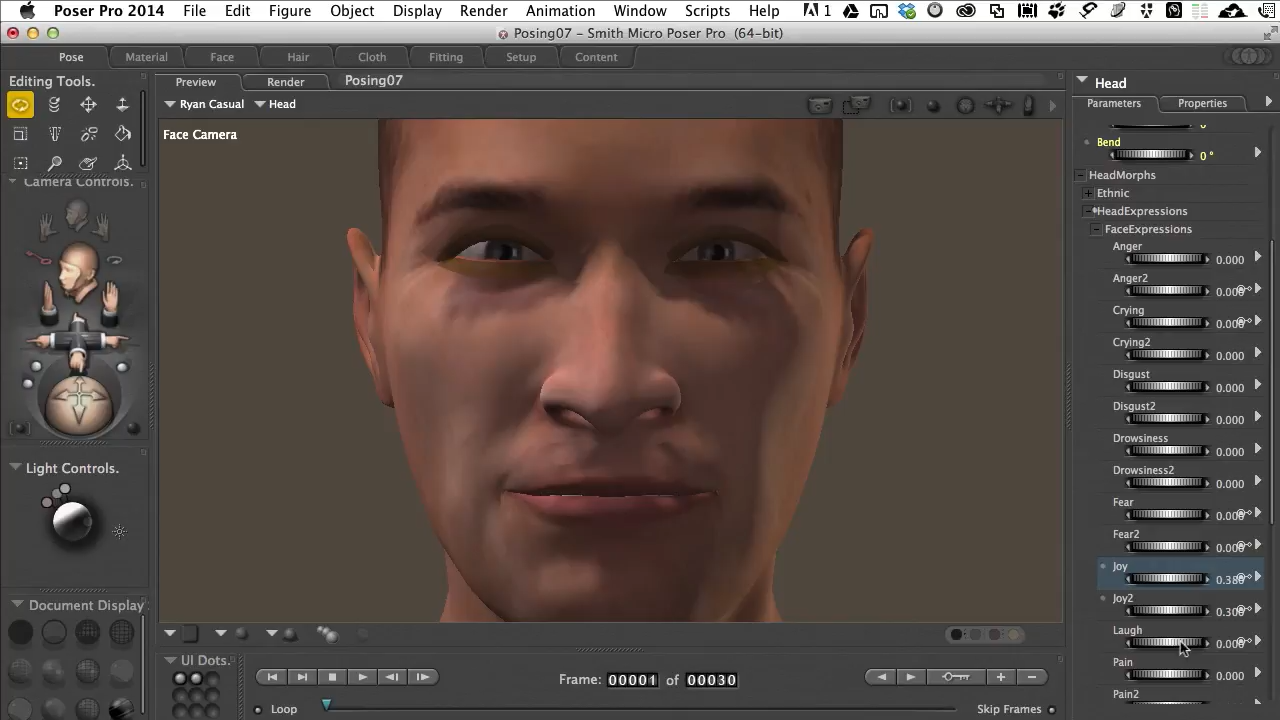 Poser Pro 2014 File Edit Figure Object Display Render Animation Window Scripts Help 1
Posing07 – Smith Micro Poser Pro (64-bit)
Pose Material Face Hair Cloth Fitting Setup Content
Editing Tools.
Preview Render Posing07
Head
Parameters Properties
Ryan Casual Head
Face Camera
Camera Controls.
Light Controls.
Document Display
UI Dots.
Frame: 00001 of 00030
Loop
Skip Frames
Bend
0 °
HeadMorphs
Ethnic
HeadExpressions
FaceExpressions
Anger
0.000
Anger2
0.000
Crying
0.000
Crying2
0.000
Disgust
0.000
Disgust2
0.000
Drowsiness
0.000
Drowsiness2
0.000
Fear
0.000
Fear2
0.000
Joy
Joy2
0.300
Laugh
0.000
Pain
0.000
Pain2